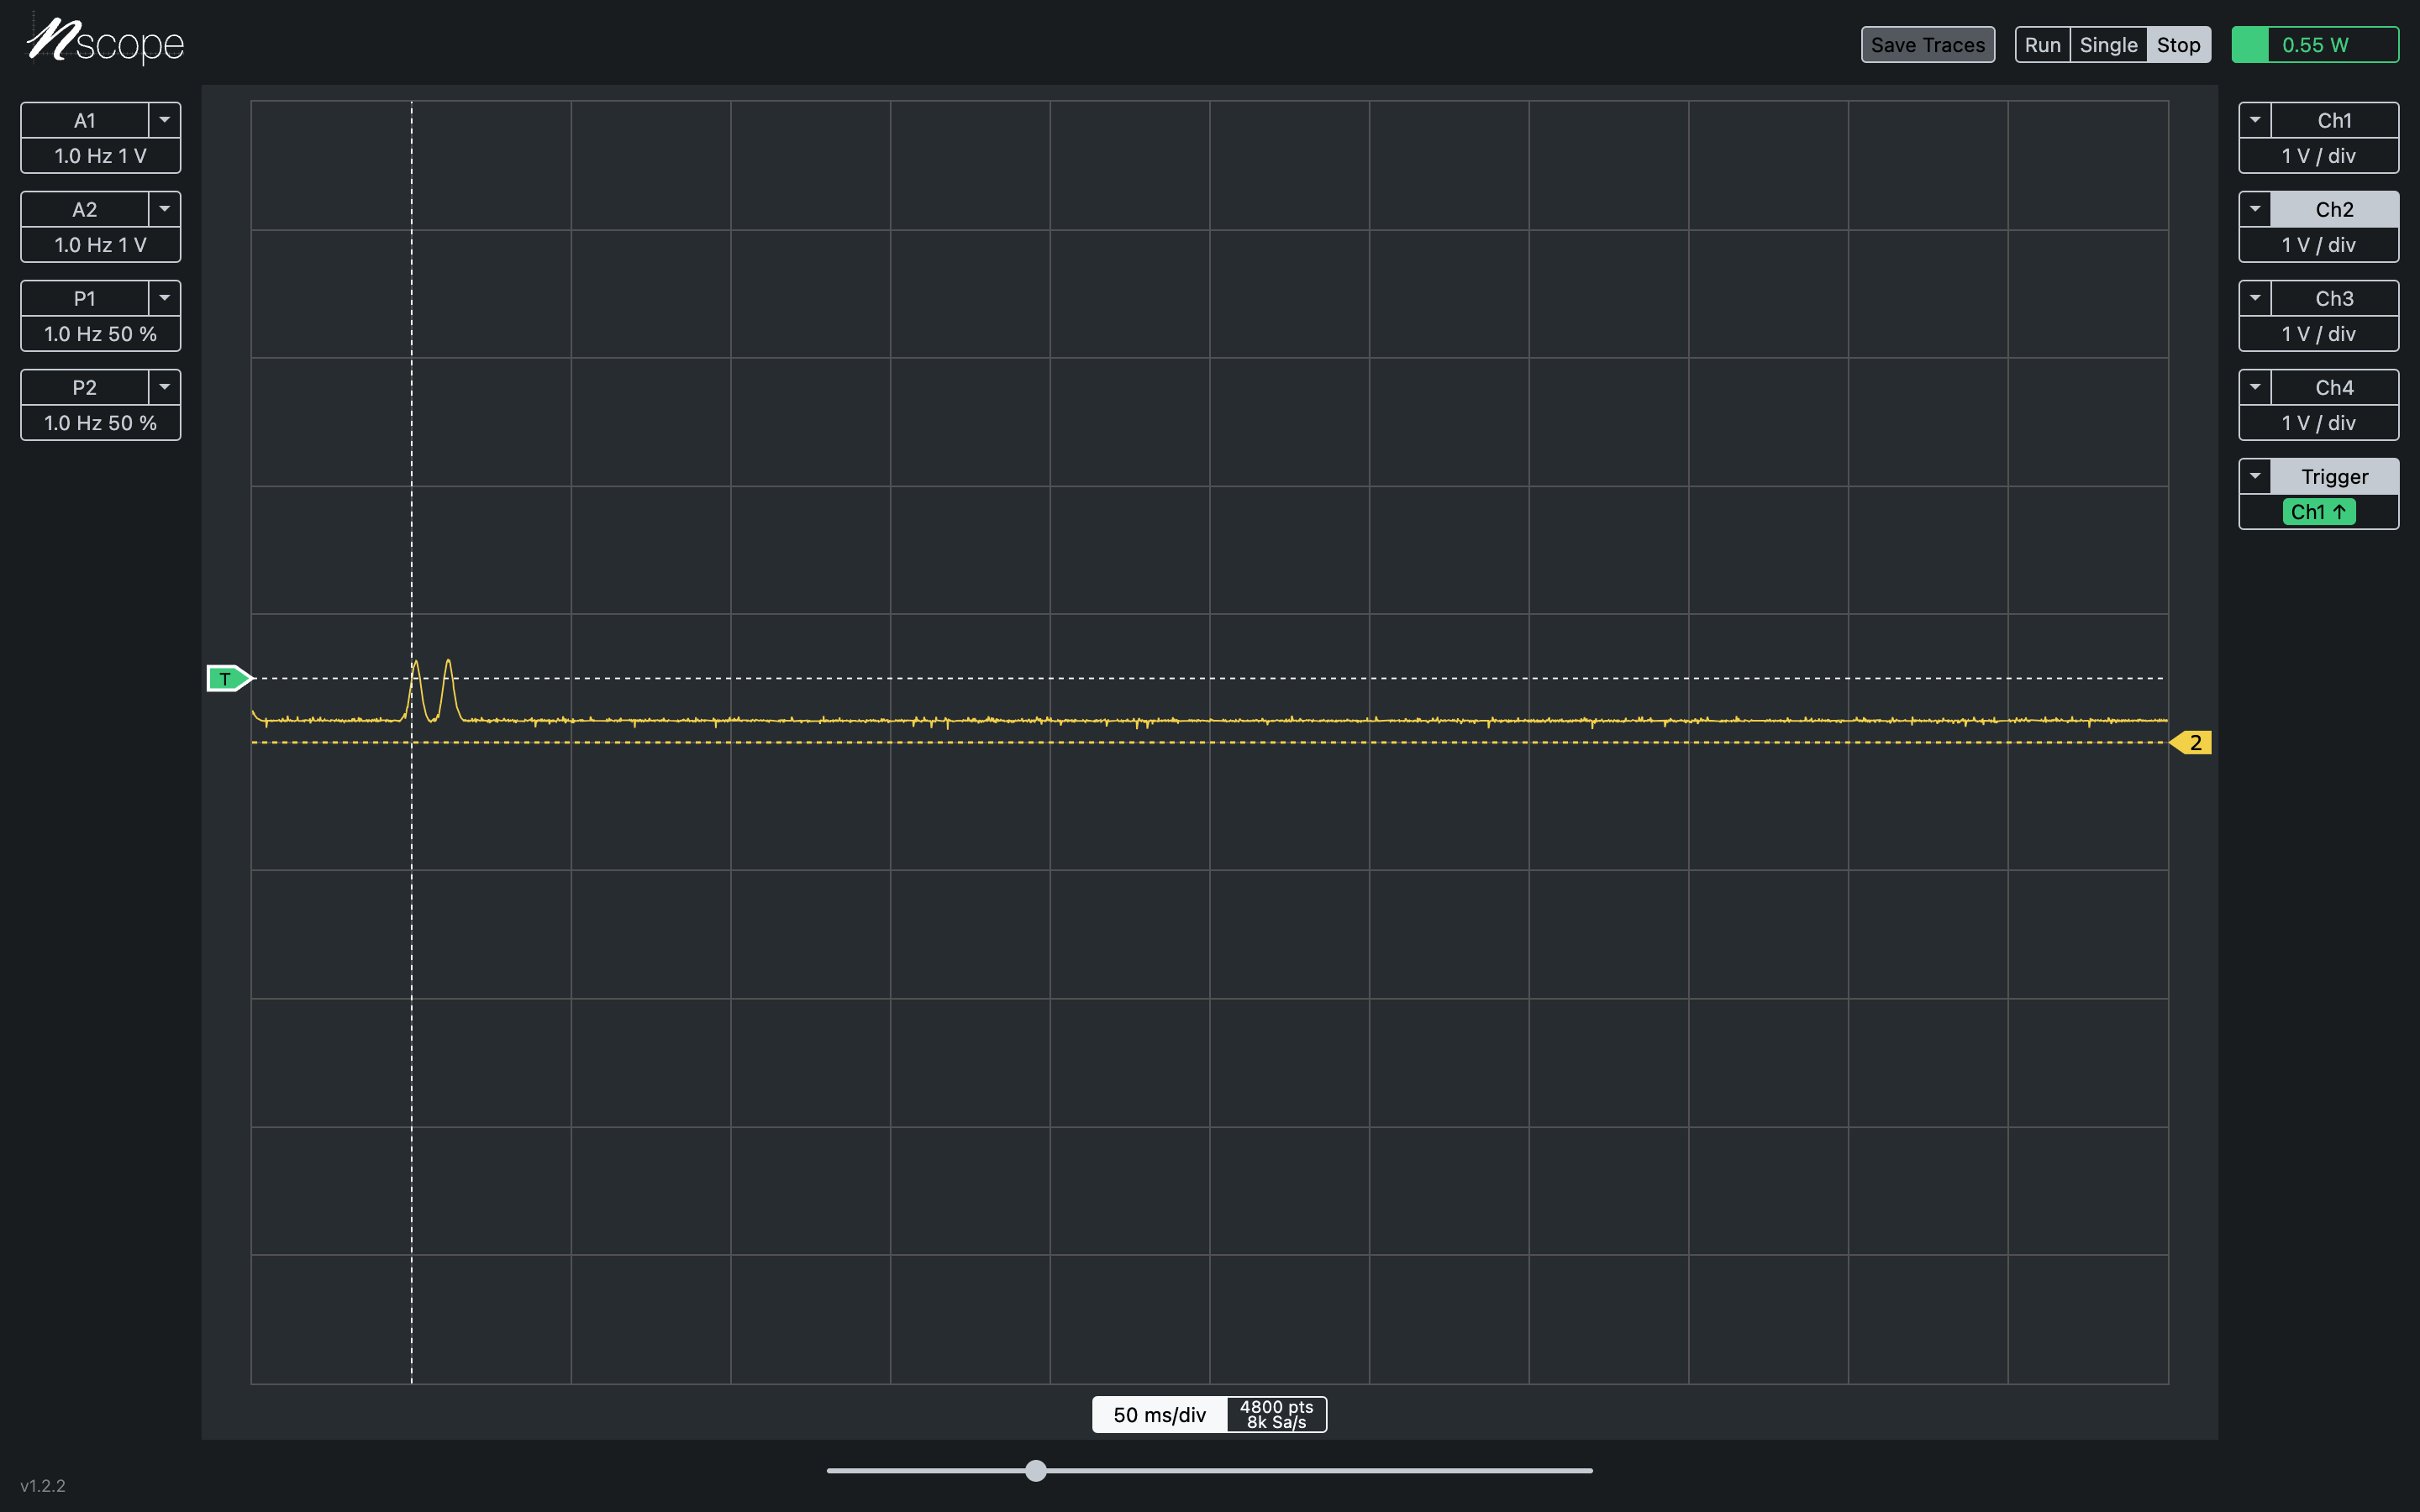 nscope
Save Traces
Run Single Stop
0.55 W
A1
1.0 Hz 1 V
A2
1.0 Hz 1 V
P1
1.0 Hz 50 %
P2
1.0 Hz 50 %
Ch1
1 V / div
Ch2
1 V / div
Ch3
1 V / div
Ch4
1 V / div
Trigger
Ch1 ↑
T
2
50 ms/div
4800 pts
8k Sa/s
v1.2.2